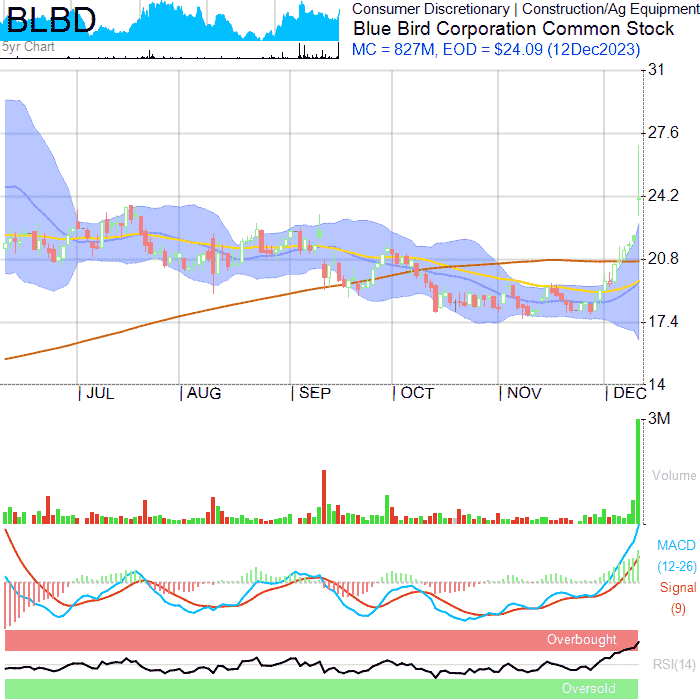 BLBD
5yr Chart
Consumer Discretionary | Construction/Ag Equipment
Blue Bird Corporation Common Stock
MC = 827M, EOD = $24.09 (12Dec2023)
31
27.6
24.2
20.8
17.4
14
| JUL | AUG | SEP | OCT | NOV | DEC
3M
Volume
MACD
(12-26)
Signal
(9)
Overbought
RSI(14)
Oversold